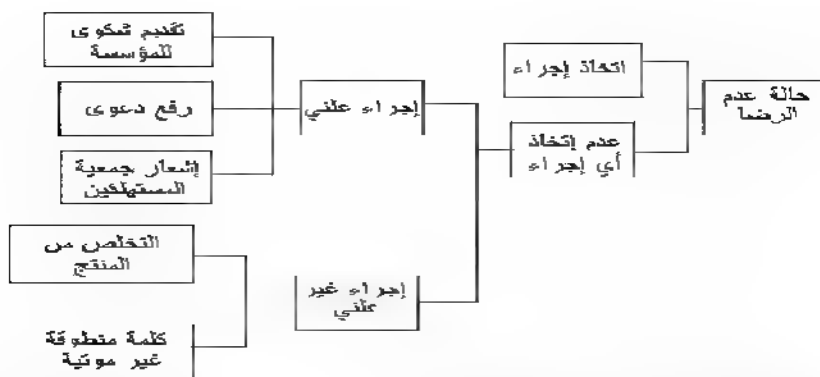 حالة عدم
الرضا
اتخاذ إجراء
عدم إتخاذ
أي إجراء
إجراء علني
إجراء غير
علني
تقديم شكوى
للمؤسسة
رفع دعوى
إشعار جمعية
المستهلكين
التخلص من
المنتج
كلمة منطوقة
غير مواتية